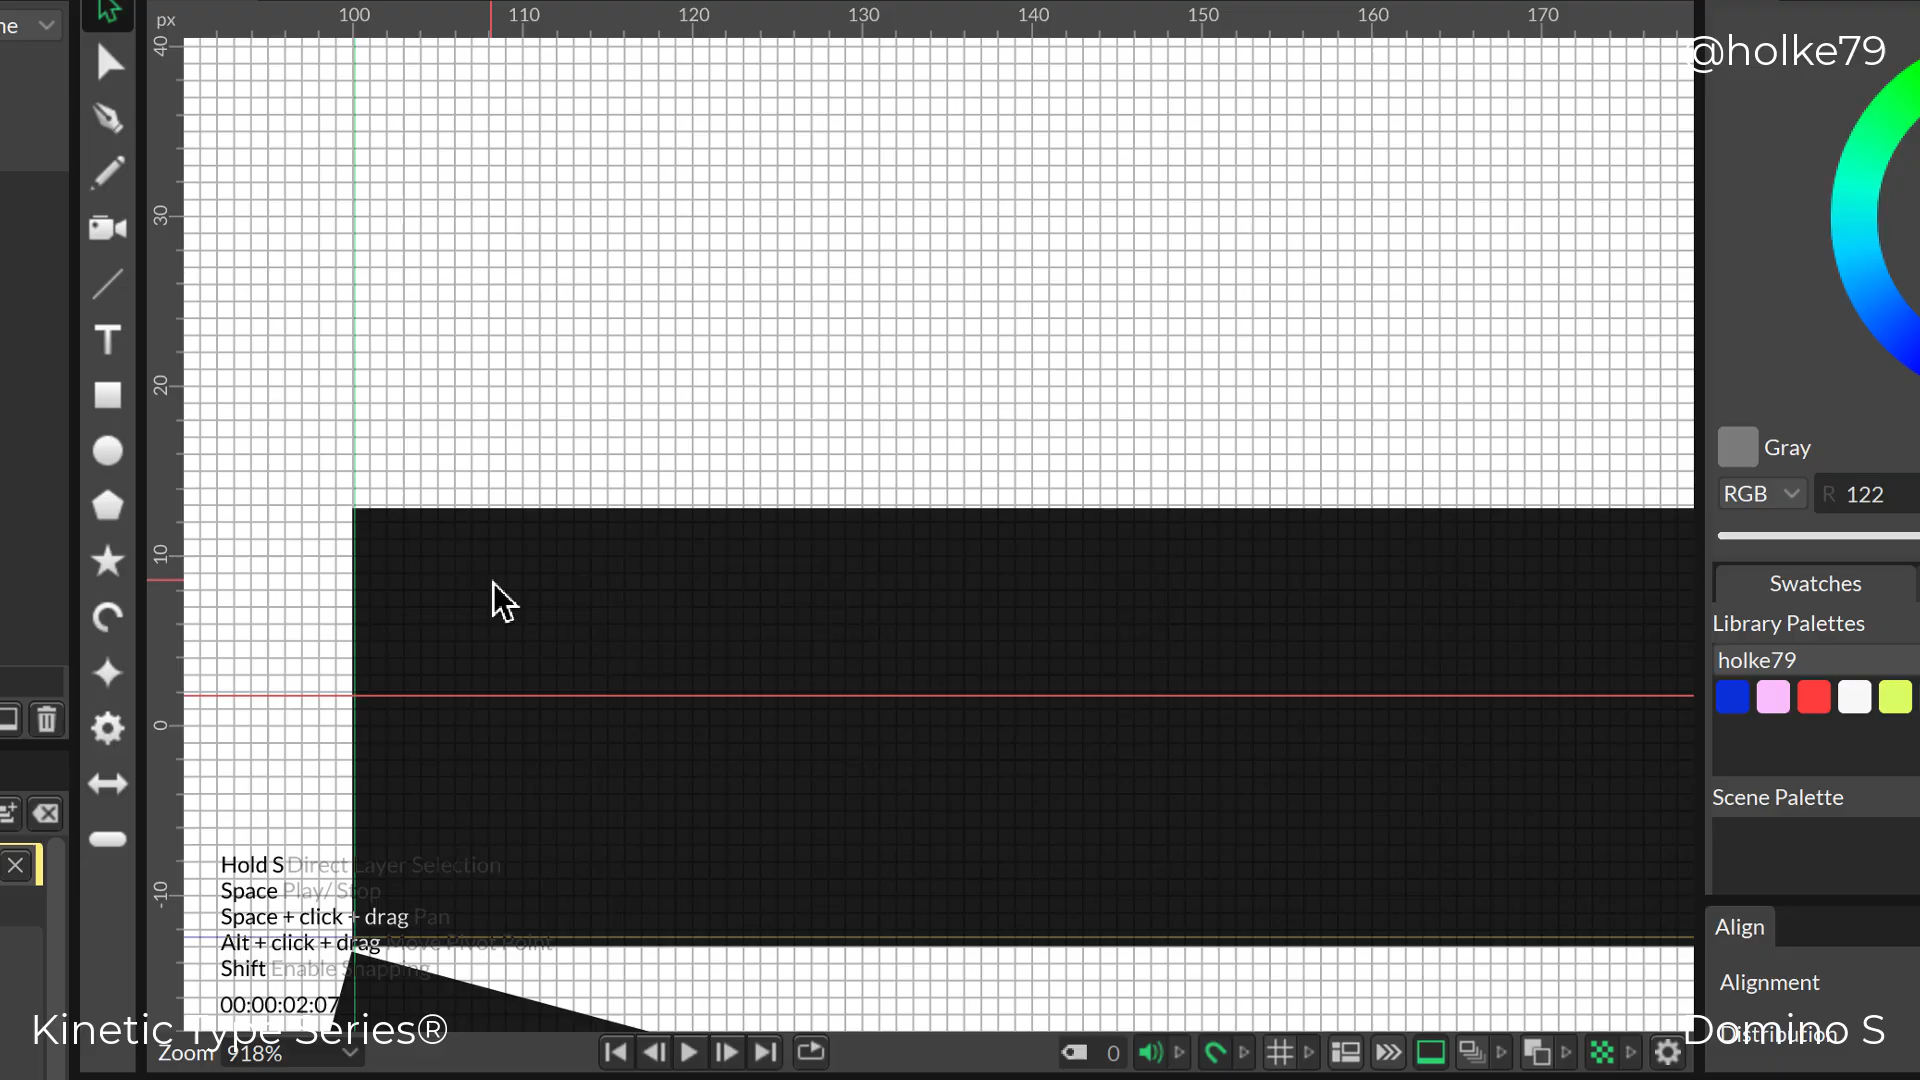 ne
px
100 110 120 130 140 150 160 170
@holke79
40
30
20
10
0
-10
T
Gray
RGB
R 122
Swatches
Library Palettes
holke79
Scene Palette
Hold S Direct Layer Selection
Space Play/ Stop
Space + click + drag Pan
Alt + click + drag Move Pivot Point
Shift Enable Snapping
00:00:02:07
Align
Alignment
Distribution
Kinetic Type Series®
Domino S
Zoom 918%
0